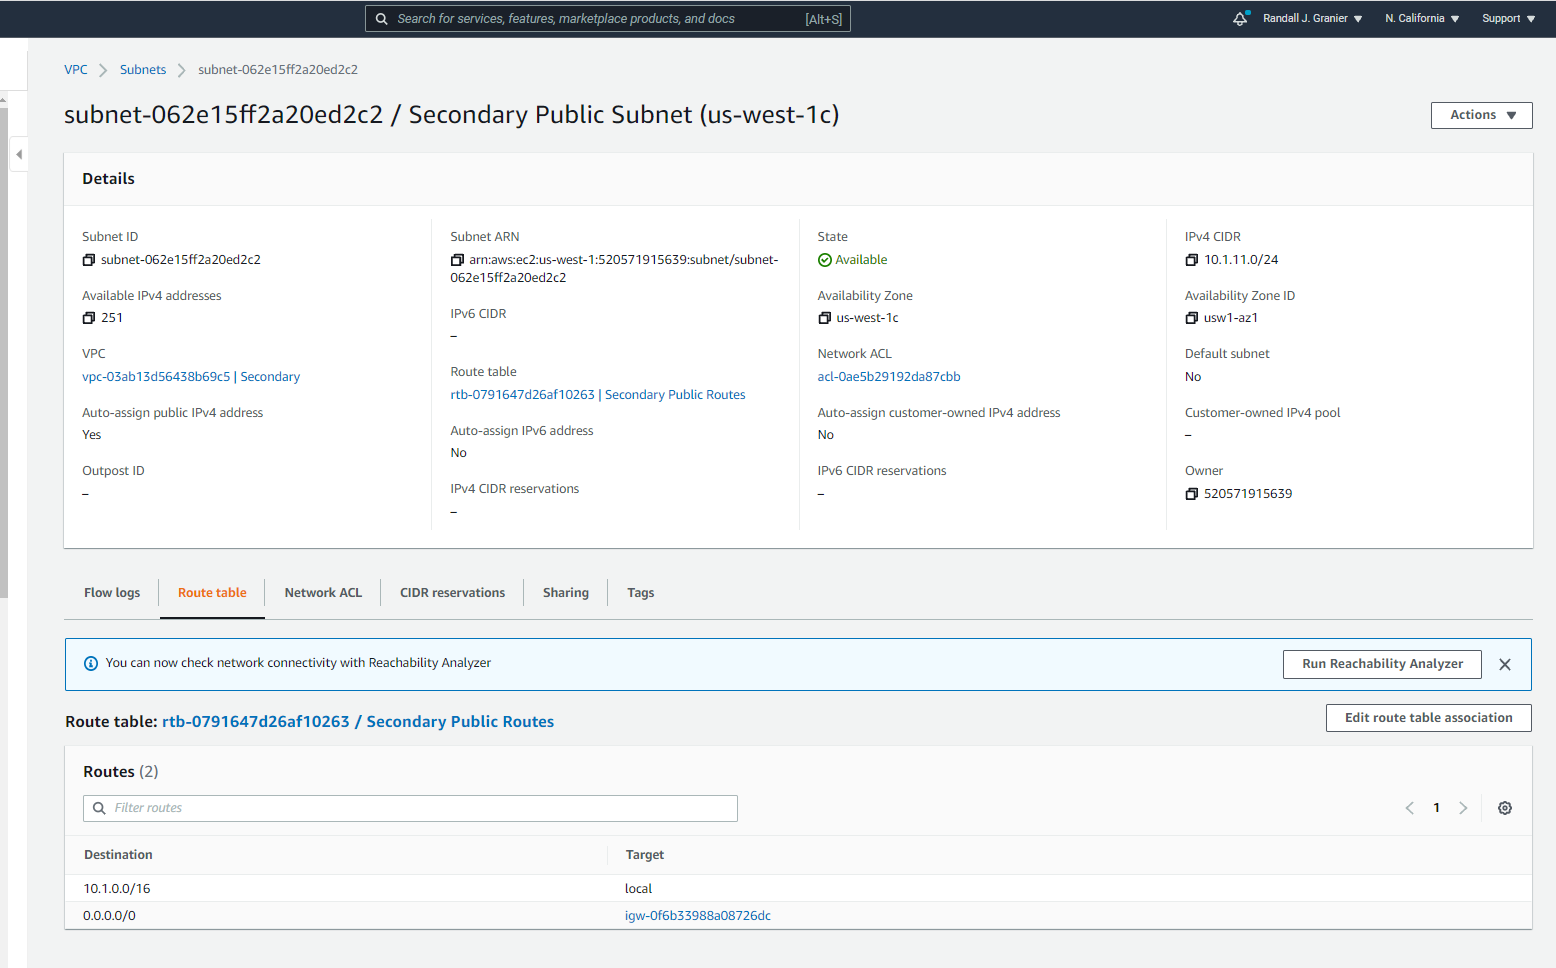 Search for services, features, marketplace products, and docs [Alt+S] Randall J. Granier N. California Support
VPC Subnets subnet-062e15ff2a20ed2c2
subnet-062e15ff2a20ed2c2 / Secondary Public Subnet (us-west-1c)
Actions
Details
Subnet ID
subnet-062e15ff2a20ed2c2
Available IPv4 addresses
251
VPC
vpc-03ab13d56438b69c5 | Secondary
Auto-assign public IPv4 address
Yes
Outpost ID
–
Subnet ARN
arn:aws:ec2:us-west-1:520571915639:subnet/subnet-
062e15ff2a20ed2c2
IPv6 CIDR
–
Route table
rtb-0791647d26af10263 | Secondary Public Routes
Auto-assign IPv6 address
No
IPv4 CIDR reservations
–
State
Available
Availability Zone
us-west-1c
Network ACL
acl-0ae5b29192da87cbb
Auto-assign customer-owned IPv4 address
No
IPv6 CIDR reservations
–
IPv4 CIDR
10.1.11.0/24
Availability Zone ID
usw1-az1
Default subnet
No
Customer-owned IPv4 pool
–
Owner
520571915639
Flow logs Route table Network ACL CIDR reservations Sharing Tags
You can now check network connectivity with Reachability Analyzer
Run Reachability Analyzer
Route table: rtb-0791647d26af10263 / Secondary Public Routes
Edit route table association
Routes (2)
Filter routes
1
Destination Target
10.1.0.0/16 local
0.0.0.0/0 igw-0f6b33988a08726dc